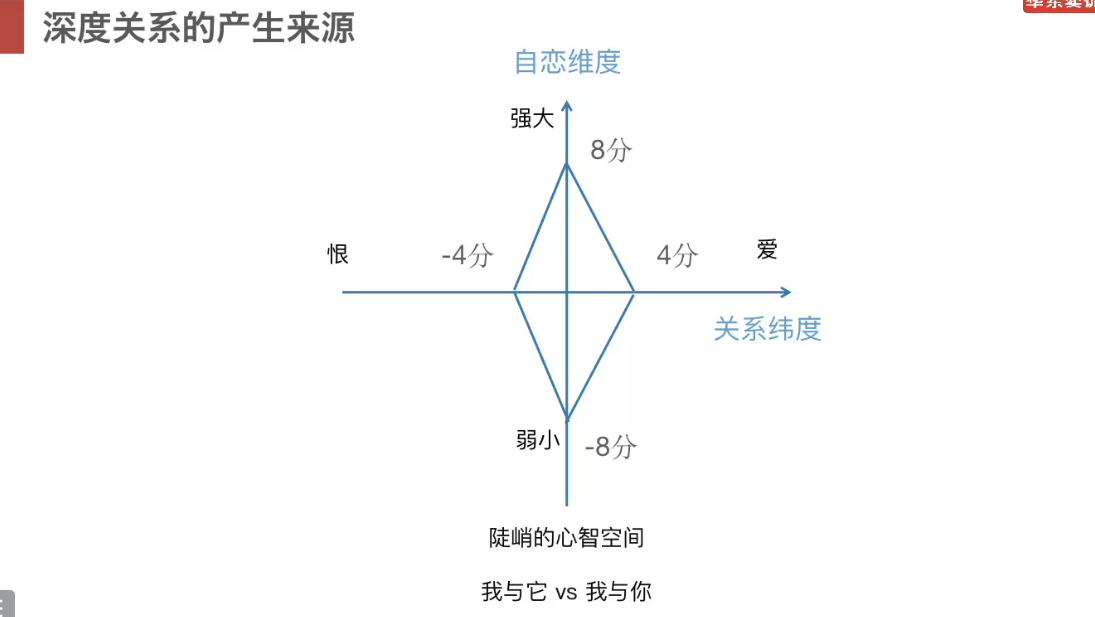 深度关系的产生来源
自恋维度
强大
8分
恨
-4分
4分
爱
关系纬度
弱小
-8分
陡峭的心智空间
我与它 vs 我与你